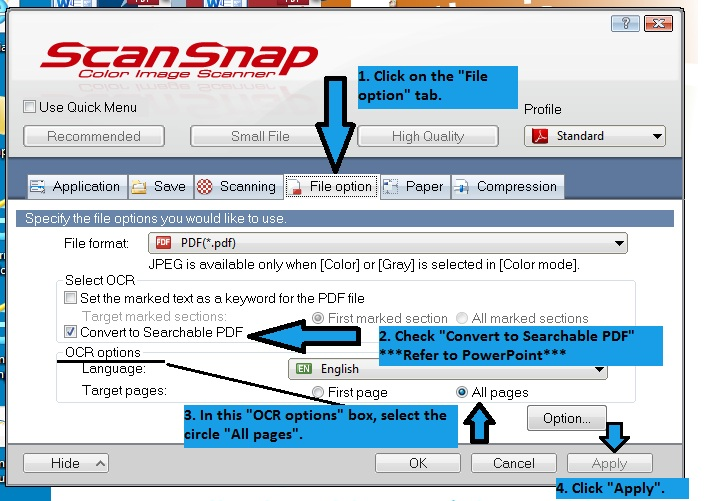 ScanSnap
Color Image Scanner
1. Click on the "File
option" tab.
Use Quick Menu
Profile
Recommended
Small File
High Quality
Standard
Application
Save
Scanning
File option
Paper
Compression
Specify the file options you would like to use.
File format:
PDF PDF(*.pdf)
JPEG is available only when [Color] or [Gray] is selected in [Color mode].
Select OCR
Set the marked text as a keyword for the PDF file
Target marked sections:
First marked section
All marked sections
Convert to Searchable PDF
2. Check "Convert to Searchable PDF"
***Refer to PowerPoint***
OCR options
Language:
EN English
Target pages:
First page
All pages
3. In this "OCR options" box, select the
circle "All pages".
Option...
Hide
OK
Cancel
Apply
4. Click "Apply".